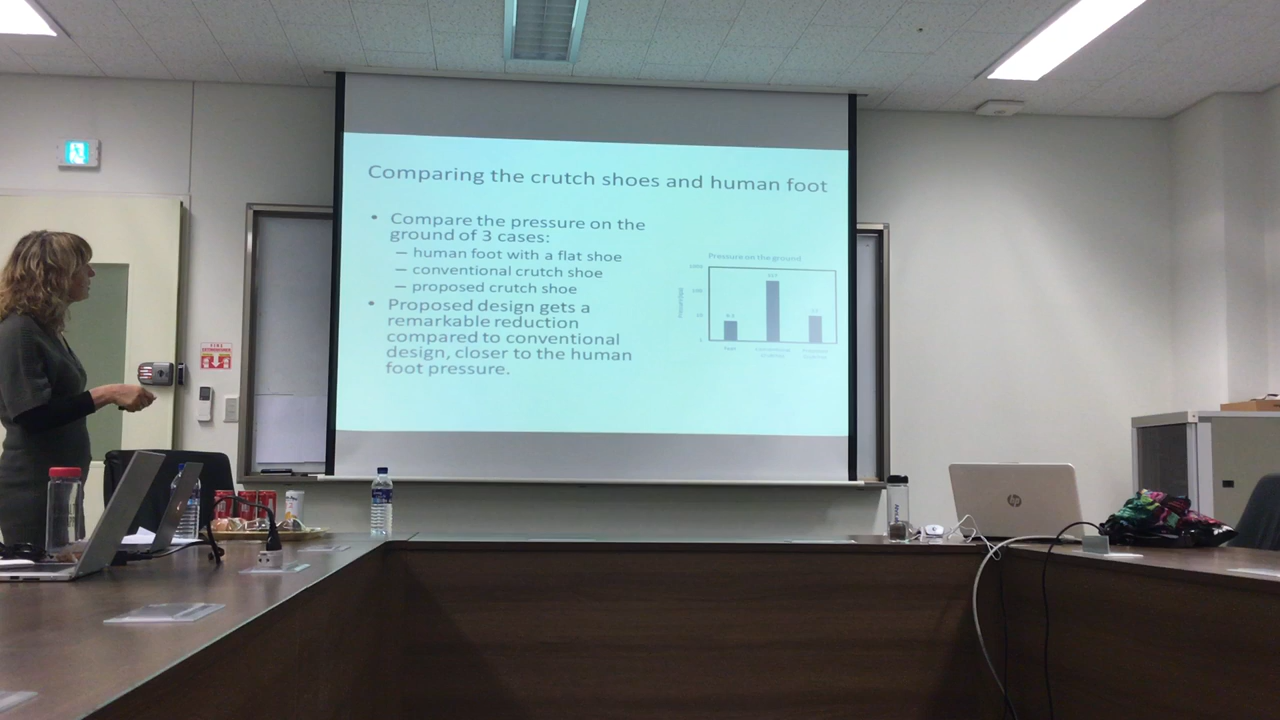 Comparing the crutch shoes and human foot
• Compare the pressure on the
ground of 3 cases:
– human foot with a flat shoe
– conventional crutch shoe
– proposed crutch shoe
• Proposed design gets a
remarkable reduction
compared to conventional
design, closer to the human
foot pressure.
Pressure on the ground
FIRE
hp